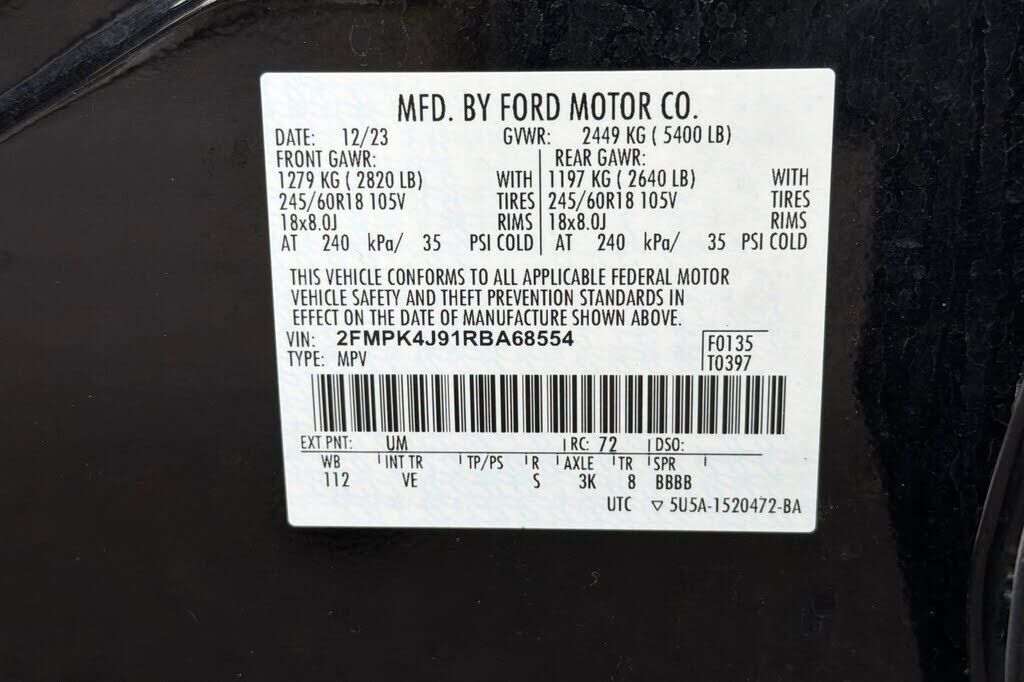 MFD. BY FORD MOTOR CO.
DATE: 12/23 GVWR: 2449 KG ( 5400 LB)
FRONT GAWR: REAR GAWR:
1279 KG ( 2820 LB) WITH 1197 KG ( 2640 LB) WITH
245/60R18 105V TIRES 245/60R18 105V TIRES
18x8.0J RIMS 18x8.0J RIMS
AT 240 kPa/ 35 PSI COLD AT 240 kPa/ 35 PSI COLD
THIS VEHICLE CONFORMS TO ALL APPLICABLE FEDERAL MOTOR
VEHICLE SAFETY AND THEFT PREVENTION STANDARDS IN
EFFECT ON THE DATE OF MANUFACTURE SHOWN ABOVE.
VIN: 2FMPK4J91RBA68554 F0135
TYPE: MPV T0397
EXT PNT: UM RC: 72 DSO:
WB INT TR TP/PS R AXLE TR SPR
112 VE S 3K 8 BBBB
UTC ▽ 5U5A-1520472-BA